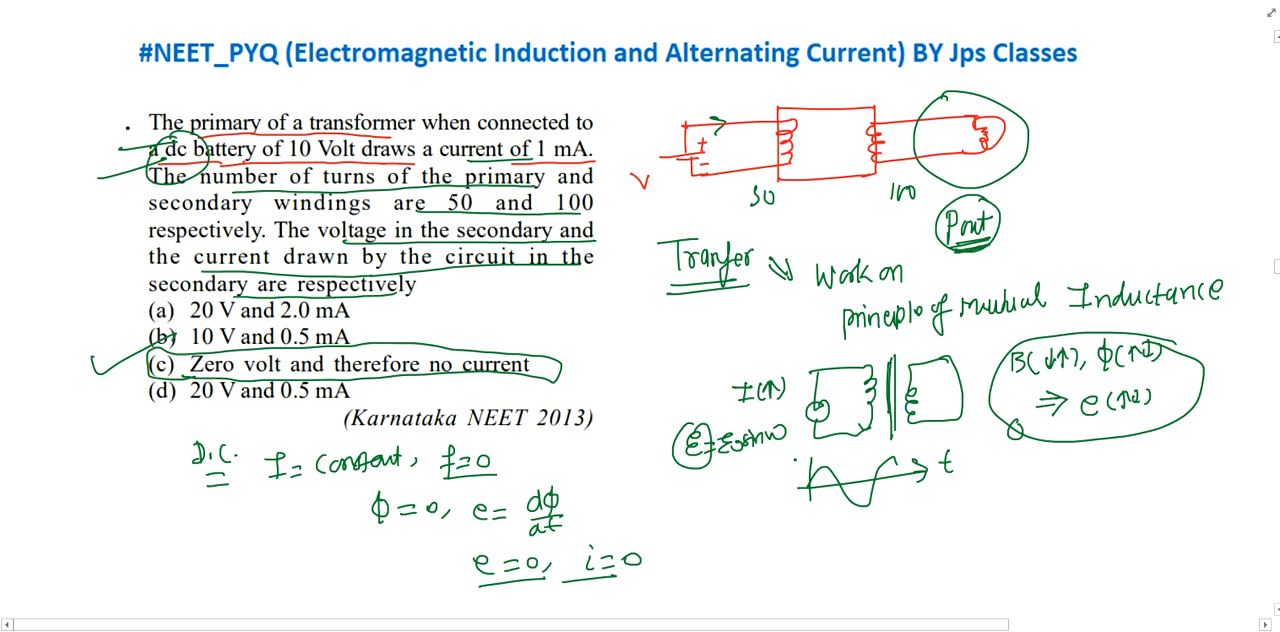 #NEET_PYQ (Electromagnetic Induction and Alternating Current) BY Jps Classes
. The primary of a transformer when connected to
a dc battery of 10 Volt draws a current of 1 mA.
The number of turns of the primary and
secondary windings are 50 and 100
respectively. The voltage in the secondary and
the current drawn by the circuit in the
secondary are respectively
(a) 20 V and 2.0 mA
(b) 10 V and 0.5 mA
(c) Zero volt and therefore no current
(d) 20 V and 0.5 mA
(Karnataka NEET 2013)
D.C. I = Constant, f=0
Φ = 0, e = dΦ/dt
e = 0, i = 0
+
-
V
50
100
Pout
Tranfer
Work on
principle of mutual Inductance
I(↑)
B(↓↑), Φ(↑↓)
⇒ e(↑↓)
t